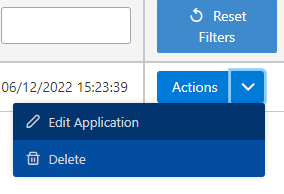 Reset
Filters
06/12/2022 15:23:39
Actions
Edit Application
Delete